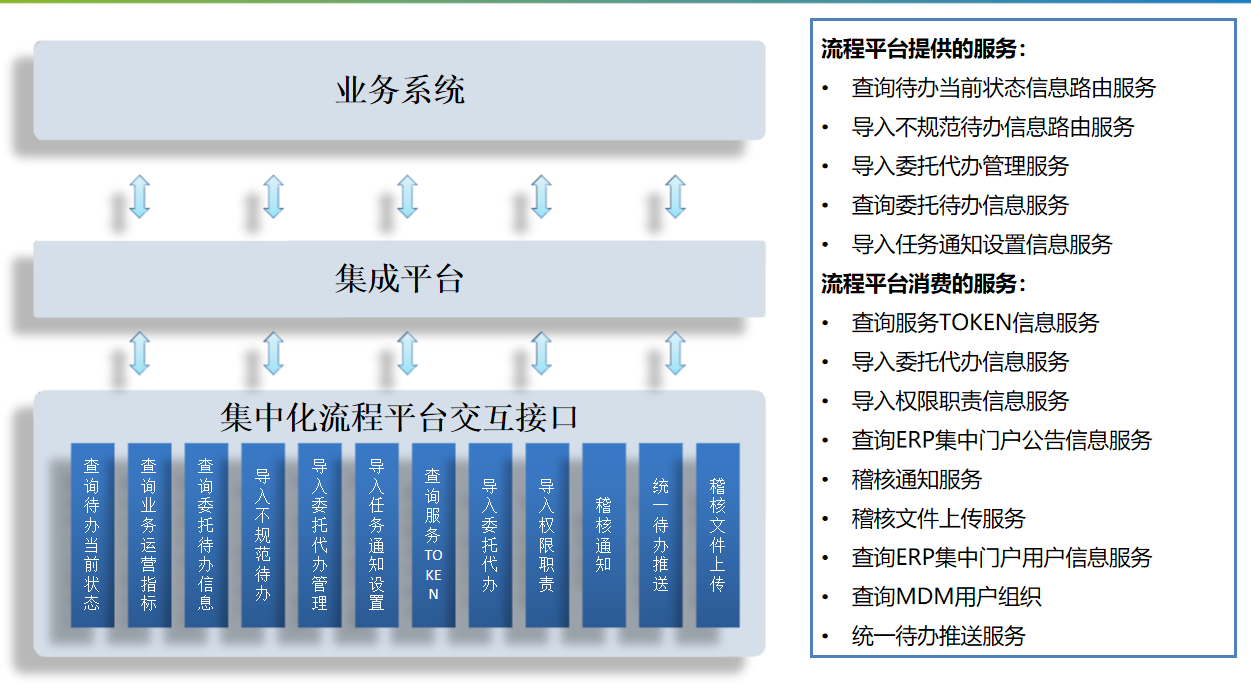 业务系统
集成平台
集中化流程平台交互接口
查询待办当前状态
查询业务运营指标
查询委托待办信息
导入不规范待办
导入委托代办管理
导入任务通知设置
查询服务TOKEN
导入委托代办
导入权限职责
稽核通知
统一待办推送
稽核文件上传
流程平台提供的服务：
• 查询待办当前状态信息路由服务
• 导入不规范待办信息路由服务
• 导入委托代办管理服务
• 查询委托待办信息服务
• 导入任务通知设置信息服务
流程平台消费的服务：
• 查询服务TOKEN信息服务
• 导入委托代办信息服务
• 导入权限职责信息服务
• 查询ERP集中门户公告信息服务
• 稽核通知服务
• 稽核文件上传服务
• 查询ERP集中门户用户信息服务
• 查询MDM用户组织
• 统一待办推送服务